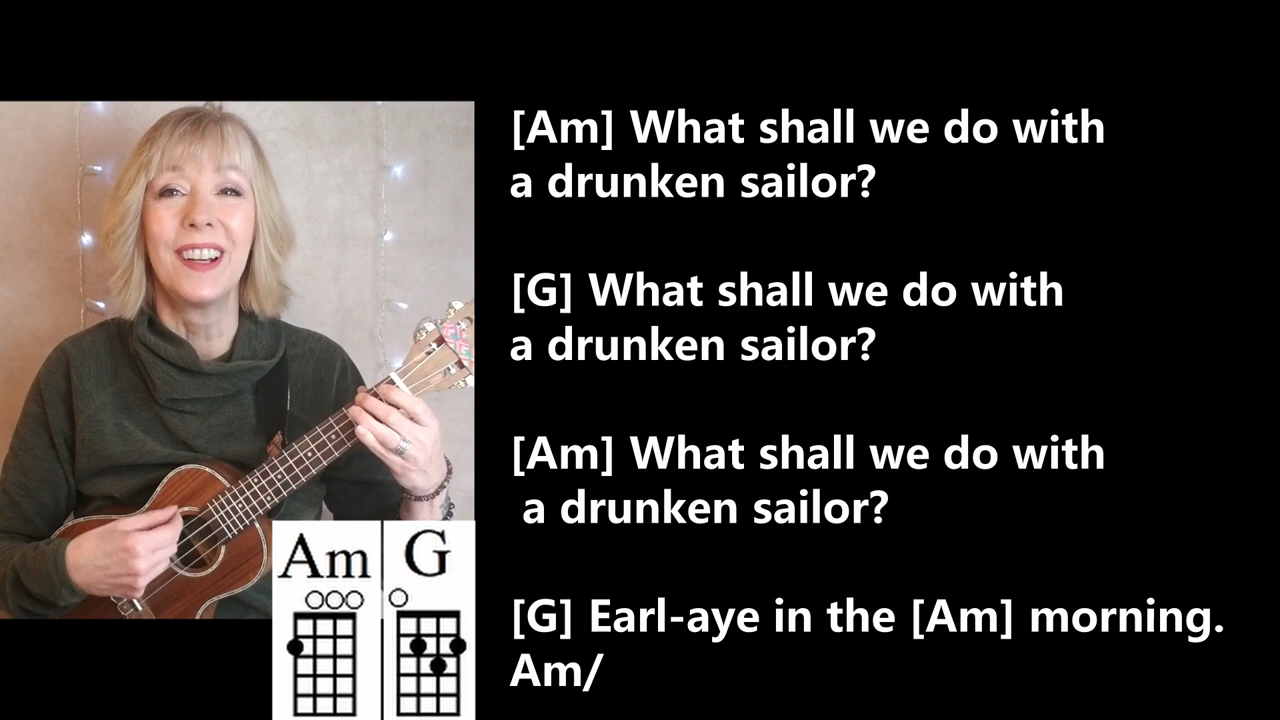 [Am] What shall we do with
a drunken sailor?
[G] What shall we do with
a drunken sailor?
[Am] What shall we do with
a drunken sailor?
[G] Earl-aye in the [Am] morning.
Am/
Am G